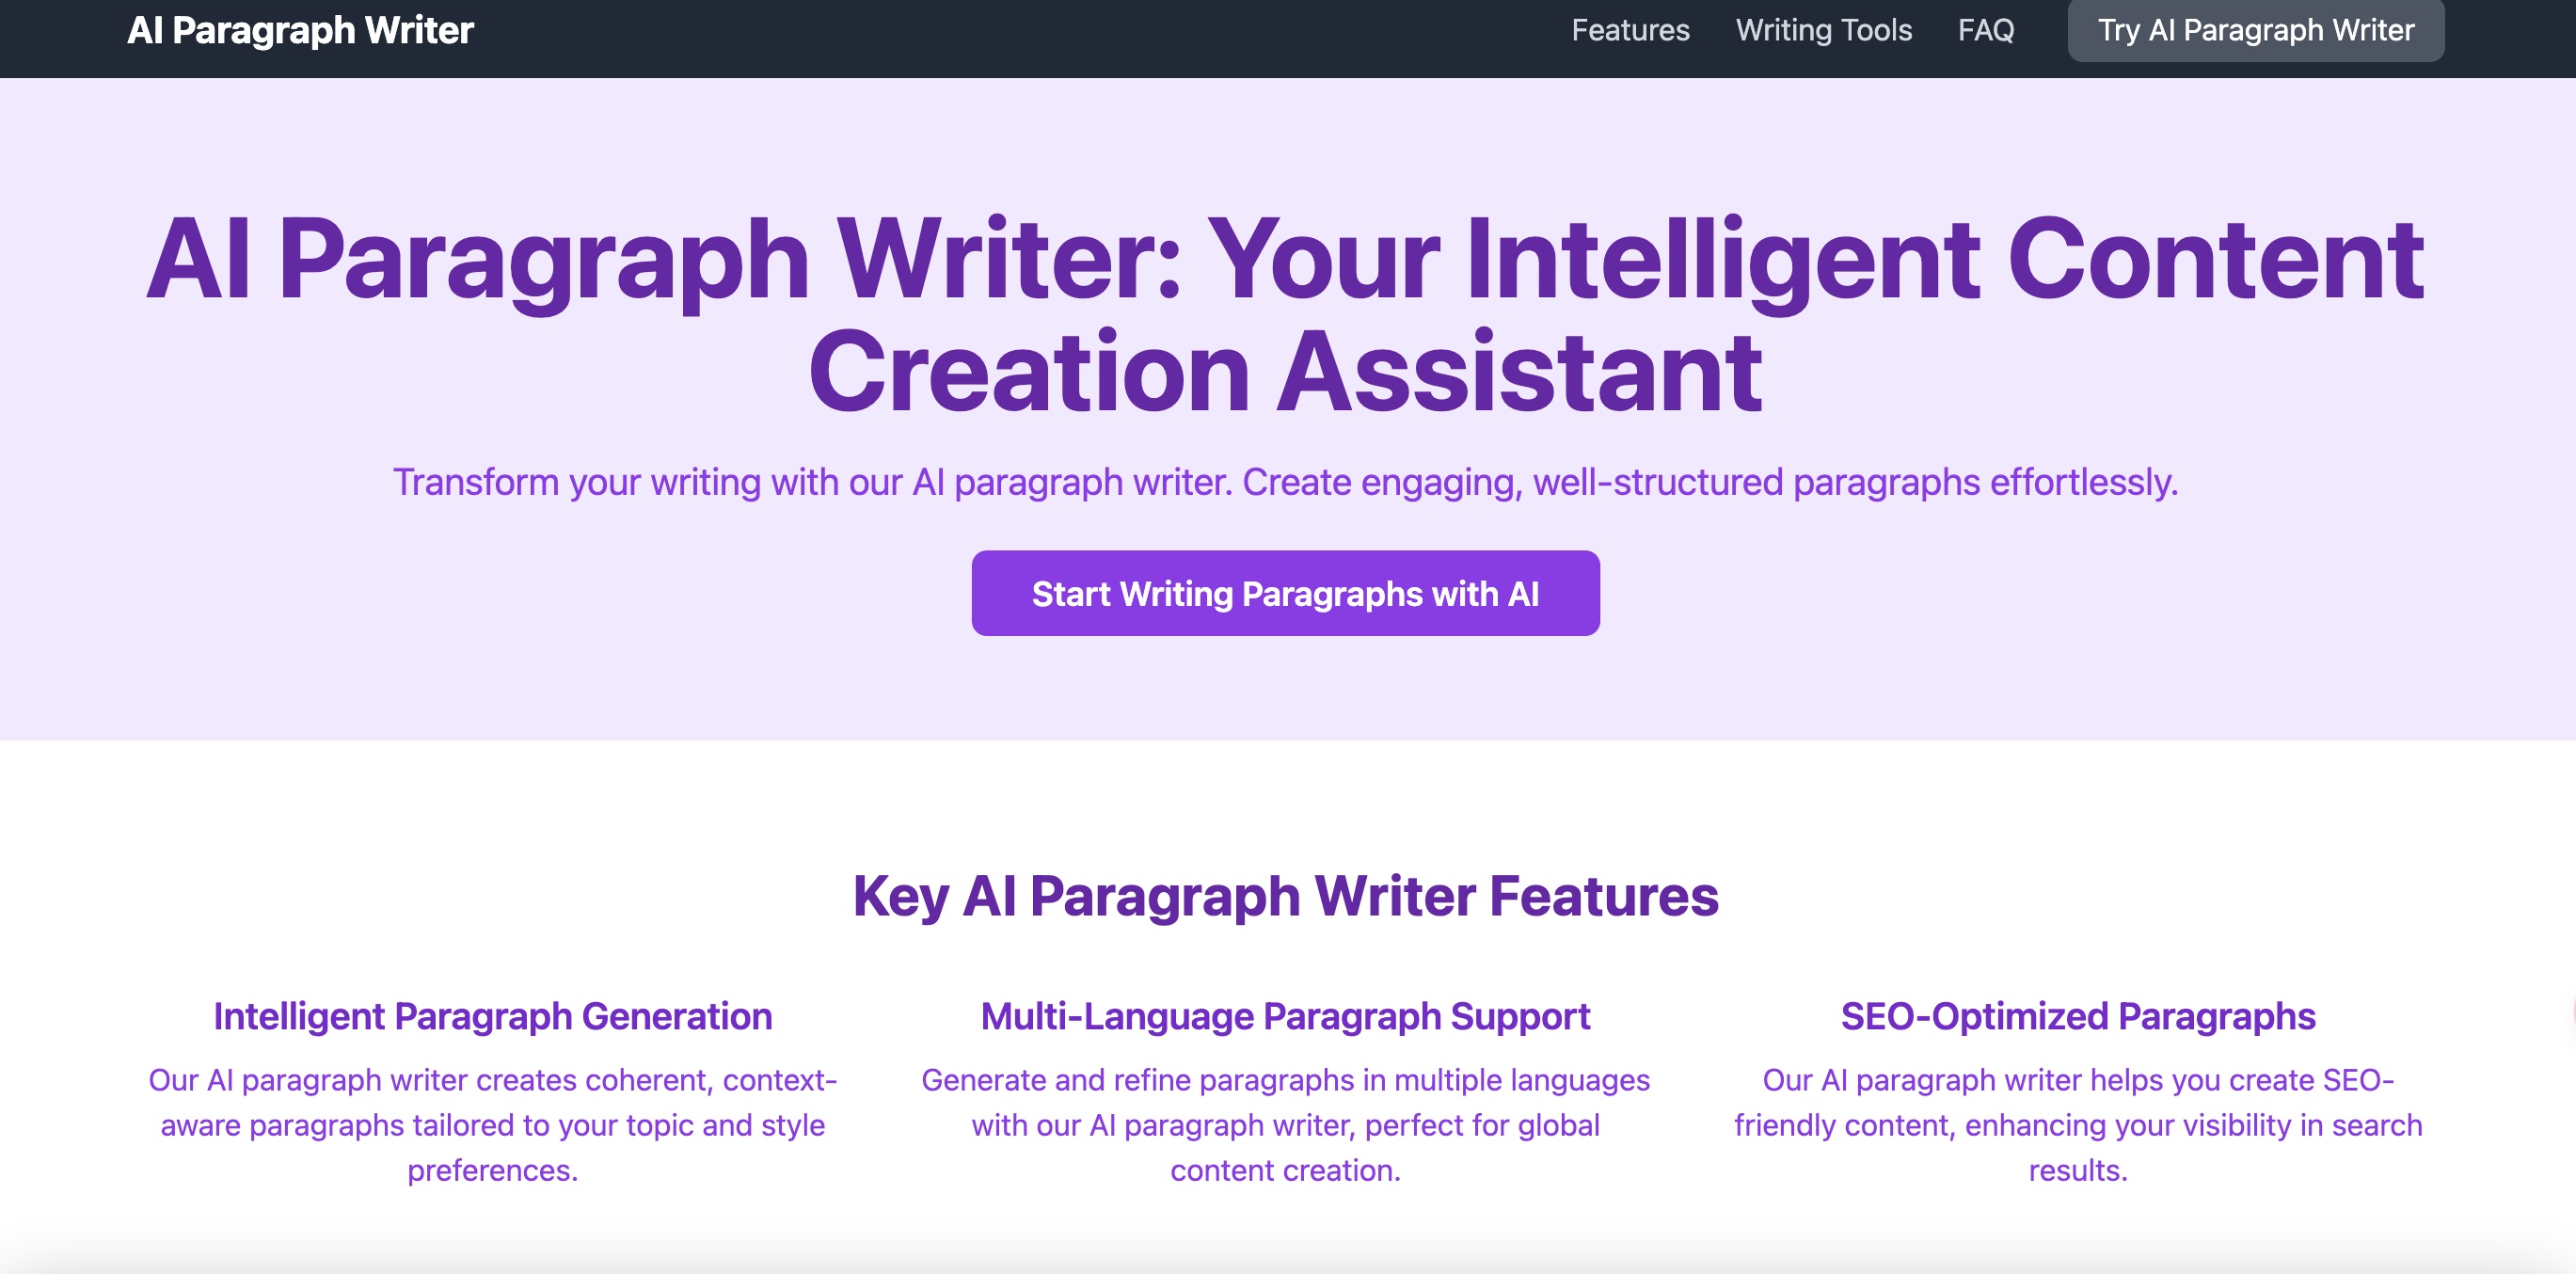 AI Paragraph Writer
Features
Writing Tools
FAQ
Try AI Paragraph Writer
AI Paragraph Writer: Your Intelligent Content
Creation Assistant
Transform your writing with our AI paragraph writer. Create engaging, well-structured paragraphs effortlessly.
Start Writing Paragraphs with AI
Key AI Paragraph Writer Features
Intelligent Paragraph Generation
Our AI paragraph writer creates coherent, context-
aware paragraphs tailored to your topic and style
preferences.
Multi-Language Paragraph Support
Generate and refine paragraphs in multiple languages
with our AI paragraph writer, perfect for global
content creation.
SEO-Optimized Paragraphs
Our AI paragraph writer helps you create SEO-
friendly content, enhancing your visibility in search
results.